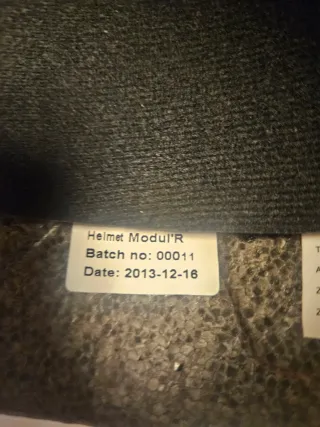 Helmet Modul'R
Batch no: 00011
Date: 2013-12-16